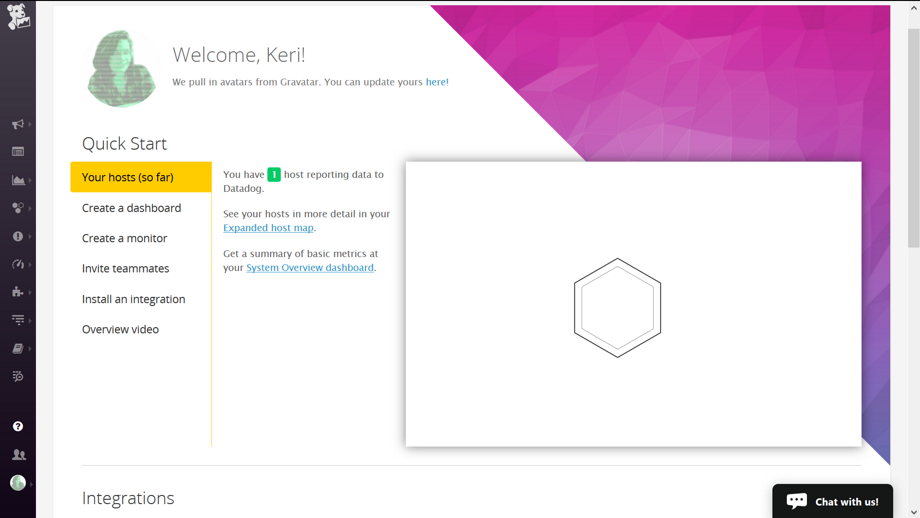 Welcome, Keri!
We pull in avatars from Gravatar. You can update yours here!
Quick Start
Your hosts (so far)
Create a dashboard
Create a monitor
Invite teammates
Install an integration
Overview video
You have 1 host reporting data to
Datadog.
See your hosts in more detail in your
Expanded host map.
Get a summary of basic metrics at
your System Overview dashboard.
Integrations
Chat with us!